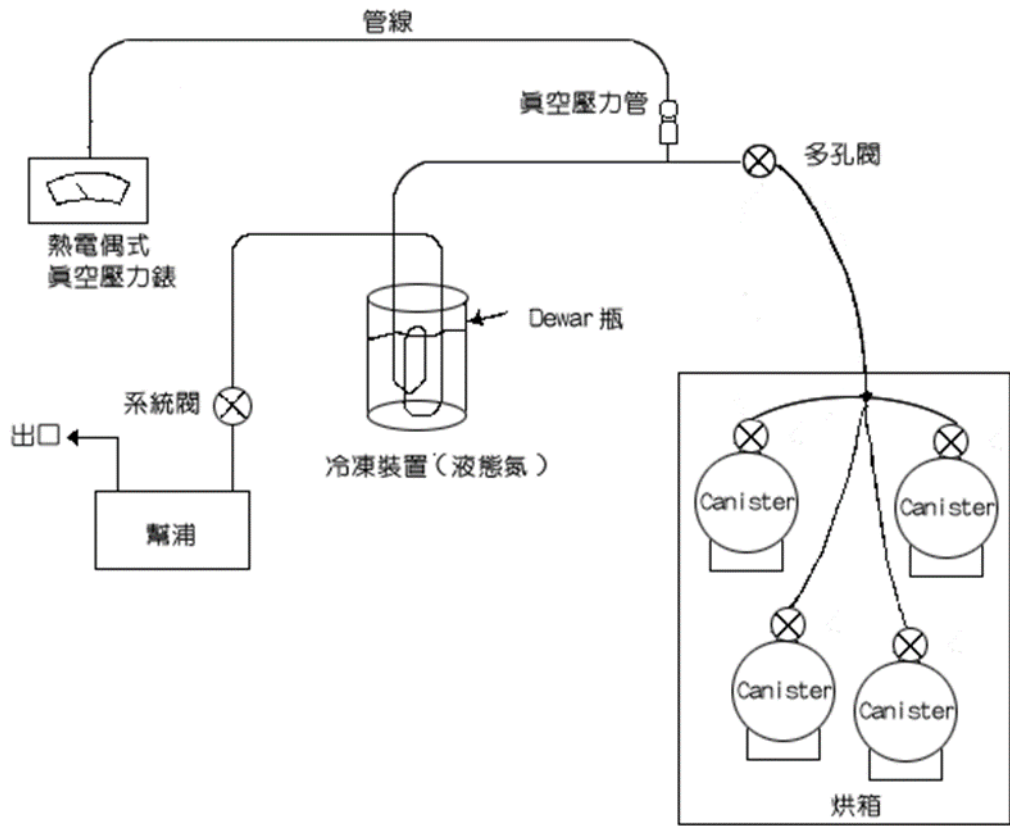 管線
眞空壓力管
多孔閥
熱電偶式
眞空壓力錶
Dewar 瓶
系統閥
出口
冷凍裝置(液態氮)
幫浦
Canister
Canister
Canister
Canister
烘箱